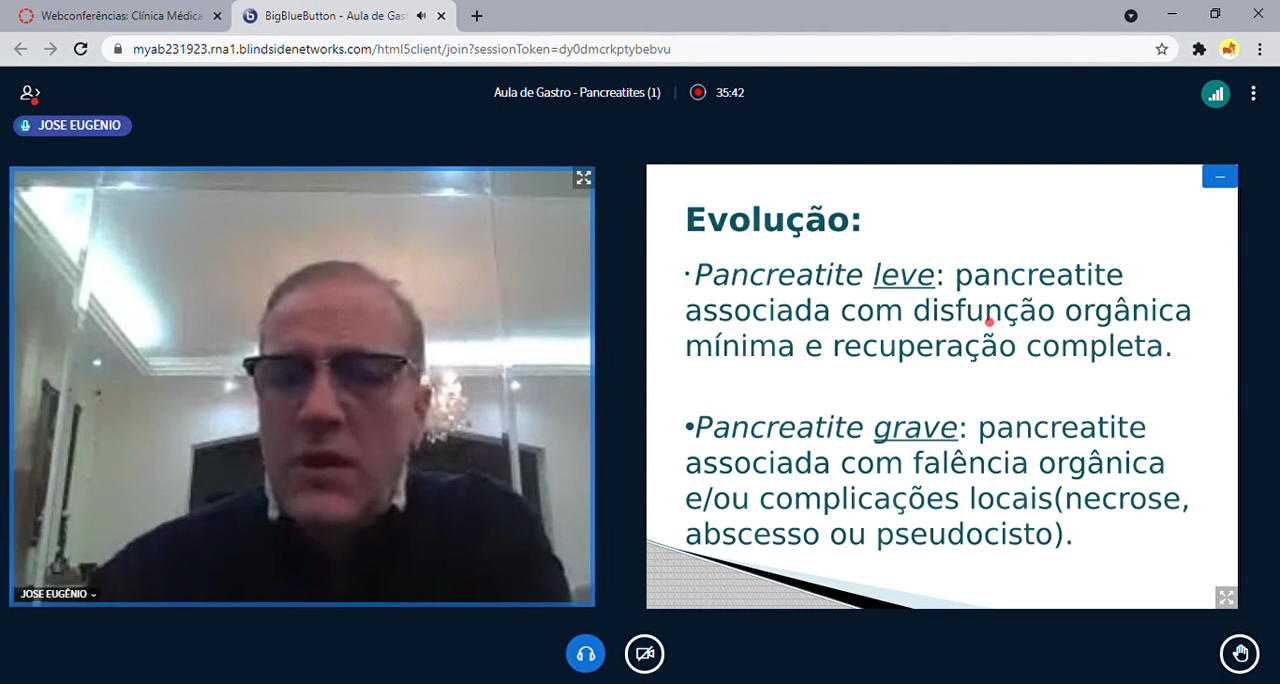 Webconferências: Clínica Médica
BigBlueButton - Aula de Gas
myab231923.rna1.blindsidenetworks.com/html5client/join?sessionToken=dy0dmcrkptybebvu
Aula de Gastro - Pancreatites (1)
35:42
JOSE EUGÊNIO
JOSE EUGÊNIO
Evolução:
·Pancreatite leve: pancreatite
associada com disfunção orgânica
mínima e recuperação completa.
•Pancreatite grave: pancreatite
associada com falência orgânica
e/ou complicações locais(necrose,
abscesso ou pseudocisto).